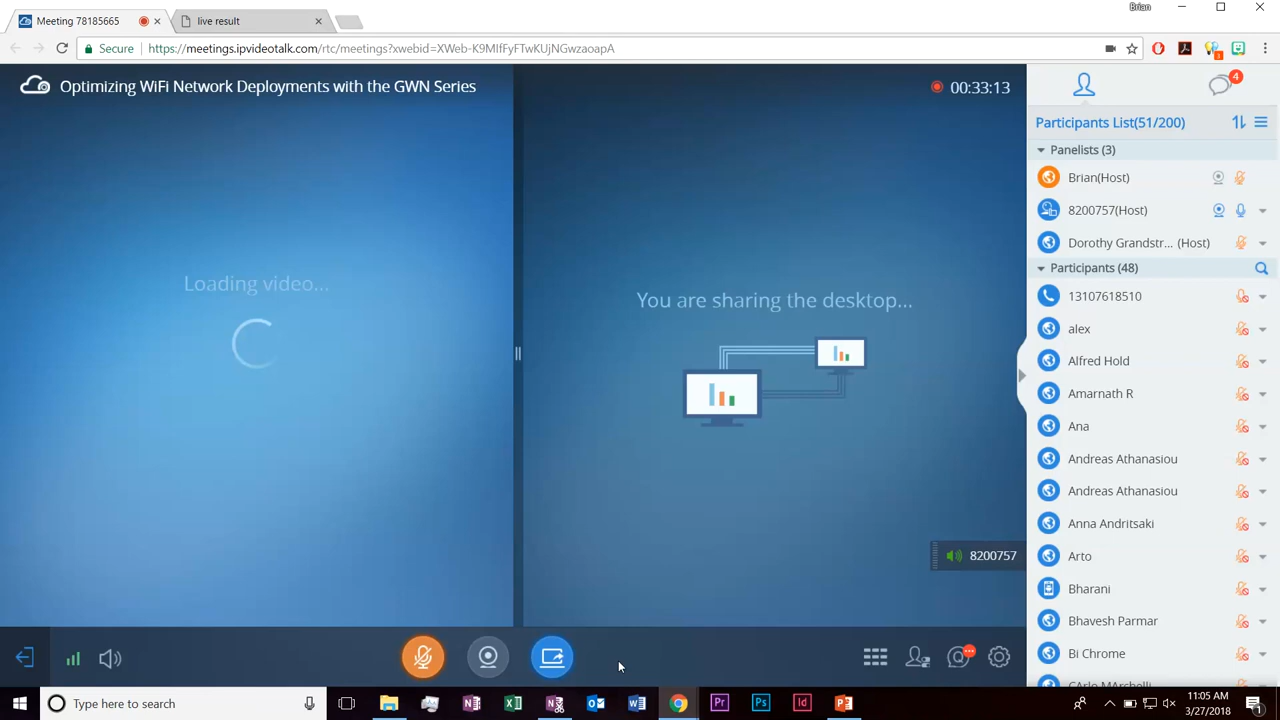 Brian
Meeting 78185665
live result
Secure
https://meetings.ipvideotalk.com/rtc/meetings?xwebid=XWeb-K9MIfFyFTwKUjNGwzaoapA
Optimizing WiFi Network Deployments with the GWN Series
00:33:13
4
Participants List(51/200)
Panelists (3)
Brian(Host)
8200757(Host)
Dorothy Grandstr... (Host)
Participants (48)
13107618510
alex
Alfred Hold
Amarnath R
Ana
Andreas Athanasiou
Andreas Athanasiou
Anna Andritsaki
Arto
Bharani
Bhavesh Parmar
Bi Chrome
CArlo MArchelli
Loading video...
You are sharing the desktop...
8200757
Type here to search
11:05 AM
3/27/2018